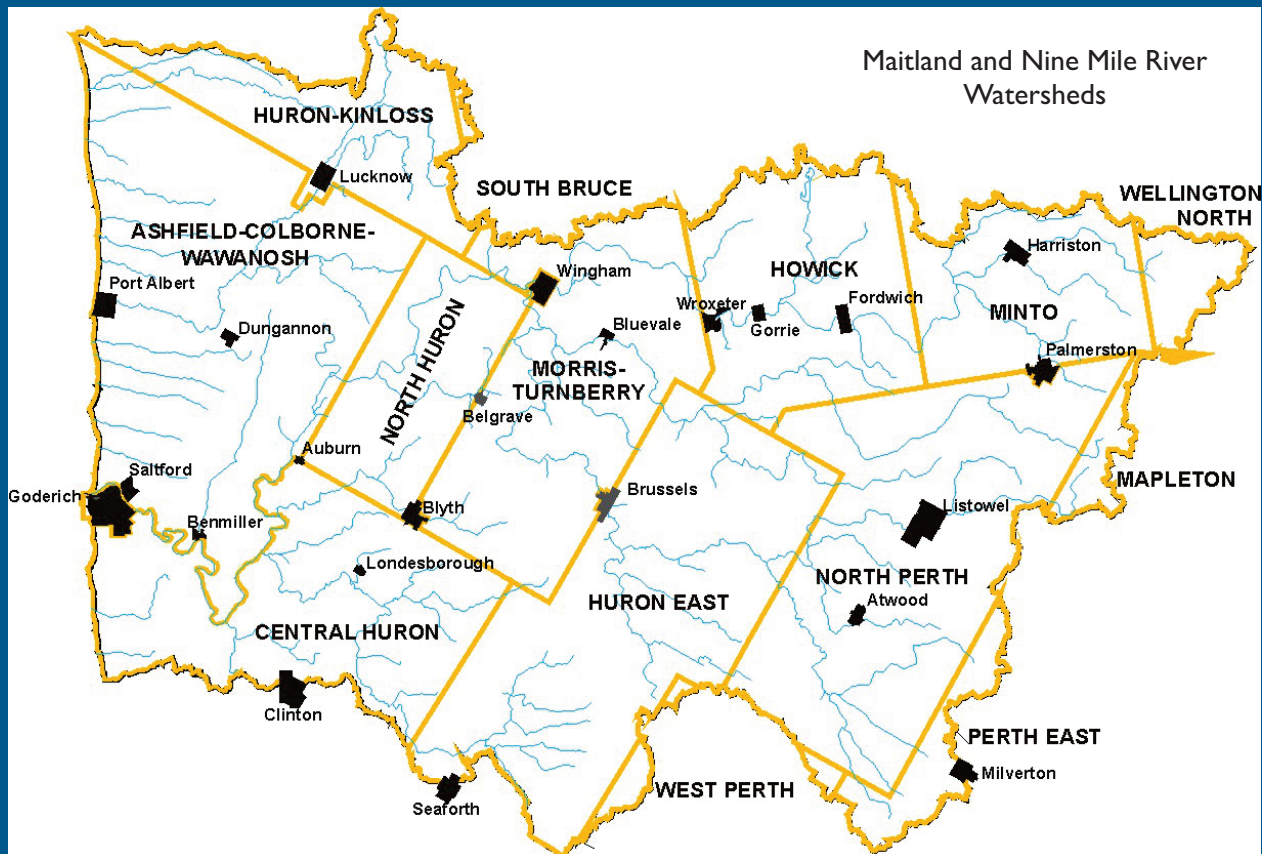 Maitland and Nine Mile River
Watersheds
HURON-KINLOSS
Lucknow
SOUTH BRUCE
WELLINGTON
NORTH
ASHFIELD-COLBORNE-
WAWANOSH
Harriston
Port Albert
Wingham
HOWICK
Wroxeter
Fordwich
Gorrie
MINTO
Dungannon
Bluevale
NORTH HURON
Palmerston
MORRIS-
TURNBERRY
Belgrave
Auburn
Saltford
Goderich
Brussels
MAPLETON
Listowel
Blyth
Benmiller
Londesborough
NORTH PERTH
Atwood
HURON EAST
CENTRAL HURON
Clinton
PERTH EAST
Milverton
WEST PERTH
Seaforth